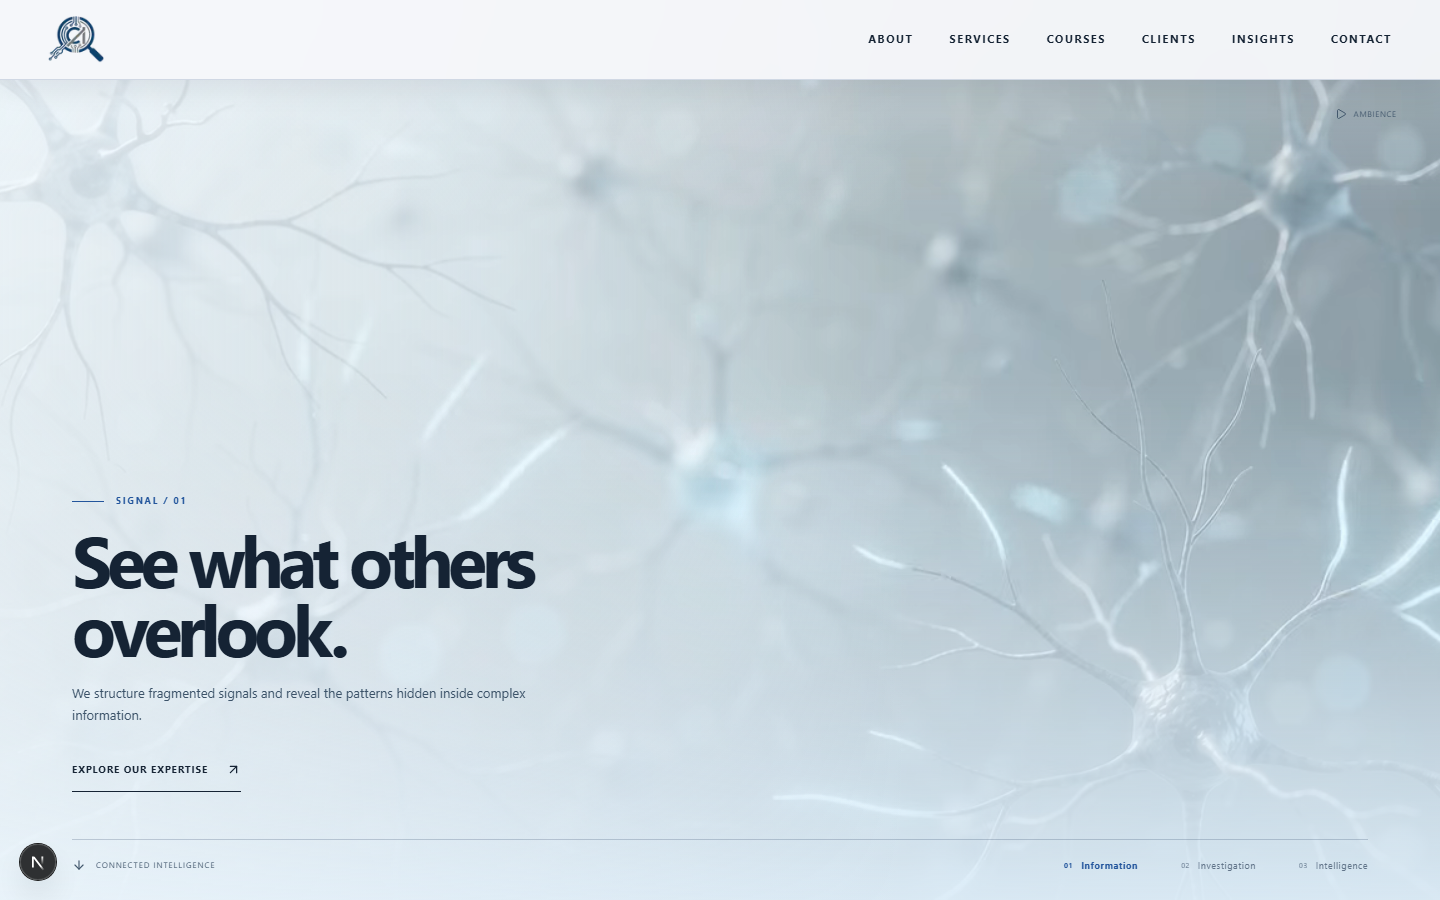 ABOUT SERVICES COURSES CLIENTS INSIGHTS CONTACT
AMBIENCE
SIGNAL / 01
See what others
overlook.
We structure fragmented signals and reveal the patterns hidden inside complex
information.
EXPLORE OUR EXPERTISE
CONNECTED INTELLIGENCE
01 Information 02 Investigation 03 Intelligence